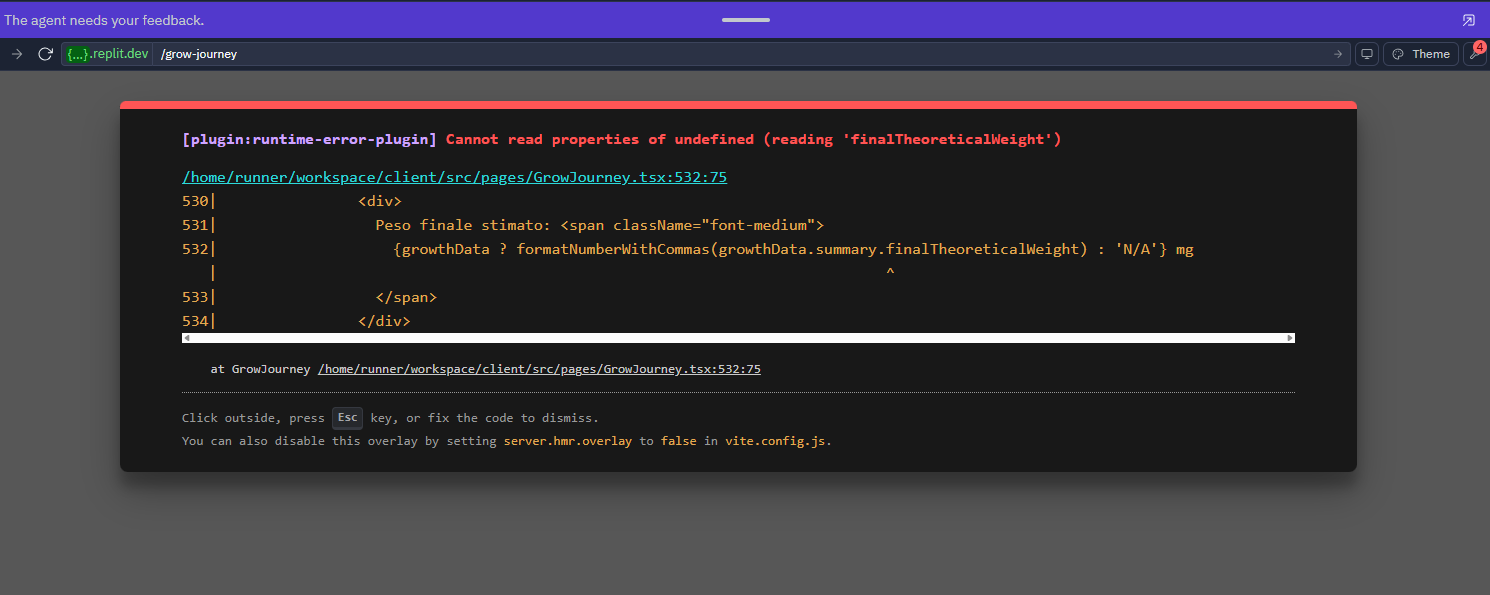 The agent needs your feedback.
{...}.replit.dev /grow-journey Theme 4
[plugin:runtime-error-plugin] Cannot read properties of undefined (reading 'finalTheoreticalWeight')
/home/runner/workspace/client/src/pages/GrowJourney.tsx:532:75
530| <div>
531| Peso finale stimato: <span className="font-medium">
532| {growthData ? formatNumberWithCommas(growthData.summary.finalTheoreticalWeight) : 'N/A'} mg
| ^
533| </span>
534| </div>
at GrowJourney /home/runner/workspace/client/src/pages/GrowJourney.tsx:532:75
Click outside, press Esc key, or fix the code to dismiss.
You can also disable this overlay by setting server.hmr.overlay to false in vite.config.js.